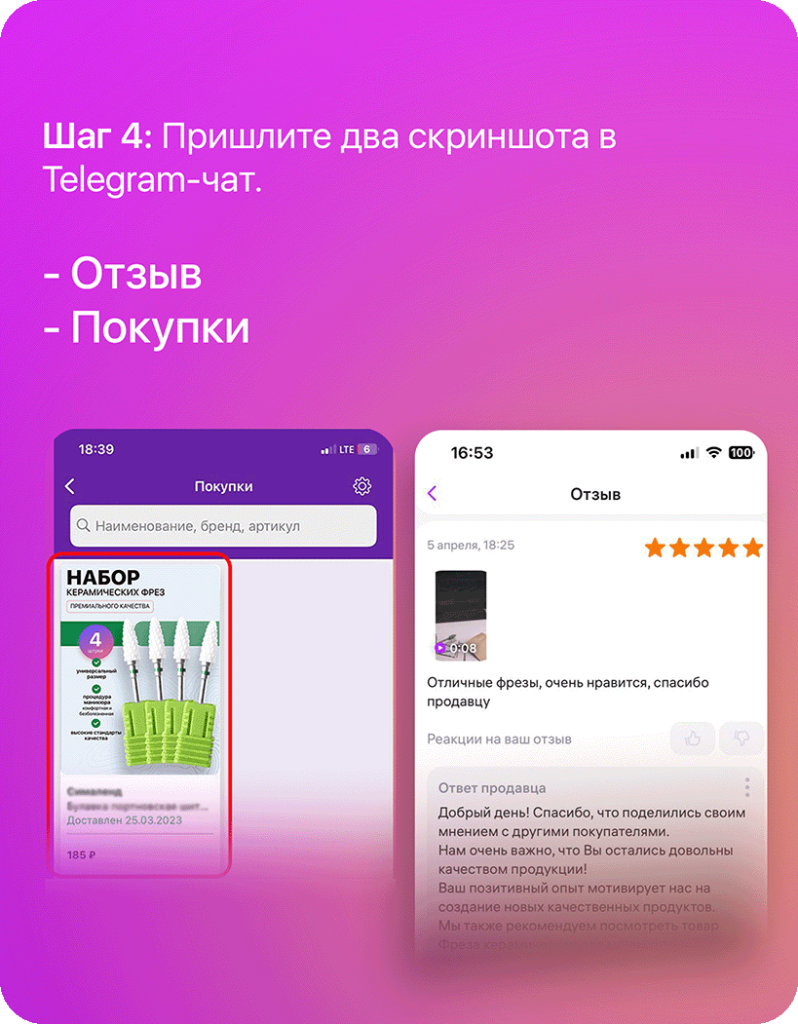 Шаг 4: Пришлите два скриншота в
Telegram-чат.
- Отзыв
- Покупки
18:39
LTE 6
Покупки
Наименование, бренд, артикул
НАБОР
КЕРАМИЧЕСКИХ ФРЕЗ
ПРЕМИАЛЬНОГО КАЧЕСТВА
4
штуки
универсальный
размер
процедура
маникюра
комфортная и
безболезненная
высокие стандарты
качества
Доставлен 25.03.2023
185 ₽
16:53
100
Отзыв
5 апреля, 18:25
0:08
Отличные фрезы, очень нравится, спасибо
продавцу
Реакции на ваш отзыв
Ответ продавца
Добрый день! Спасибо, что поделились своим
мнением с другими покупателями.
Нам очень важно, что Вы остались довольны
качеством продукции!
Ваш позитивный опыт мотивирует нас на
создание новых качественных продуктов.
Мы также рекомендуем посмотреть товар
Фреза